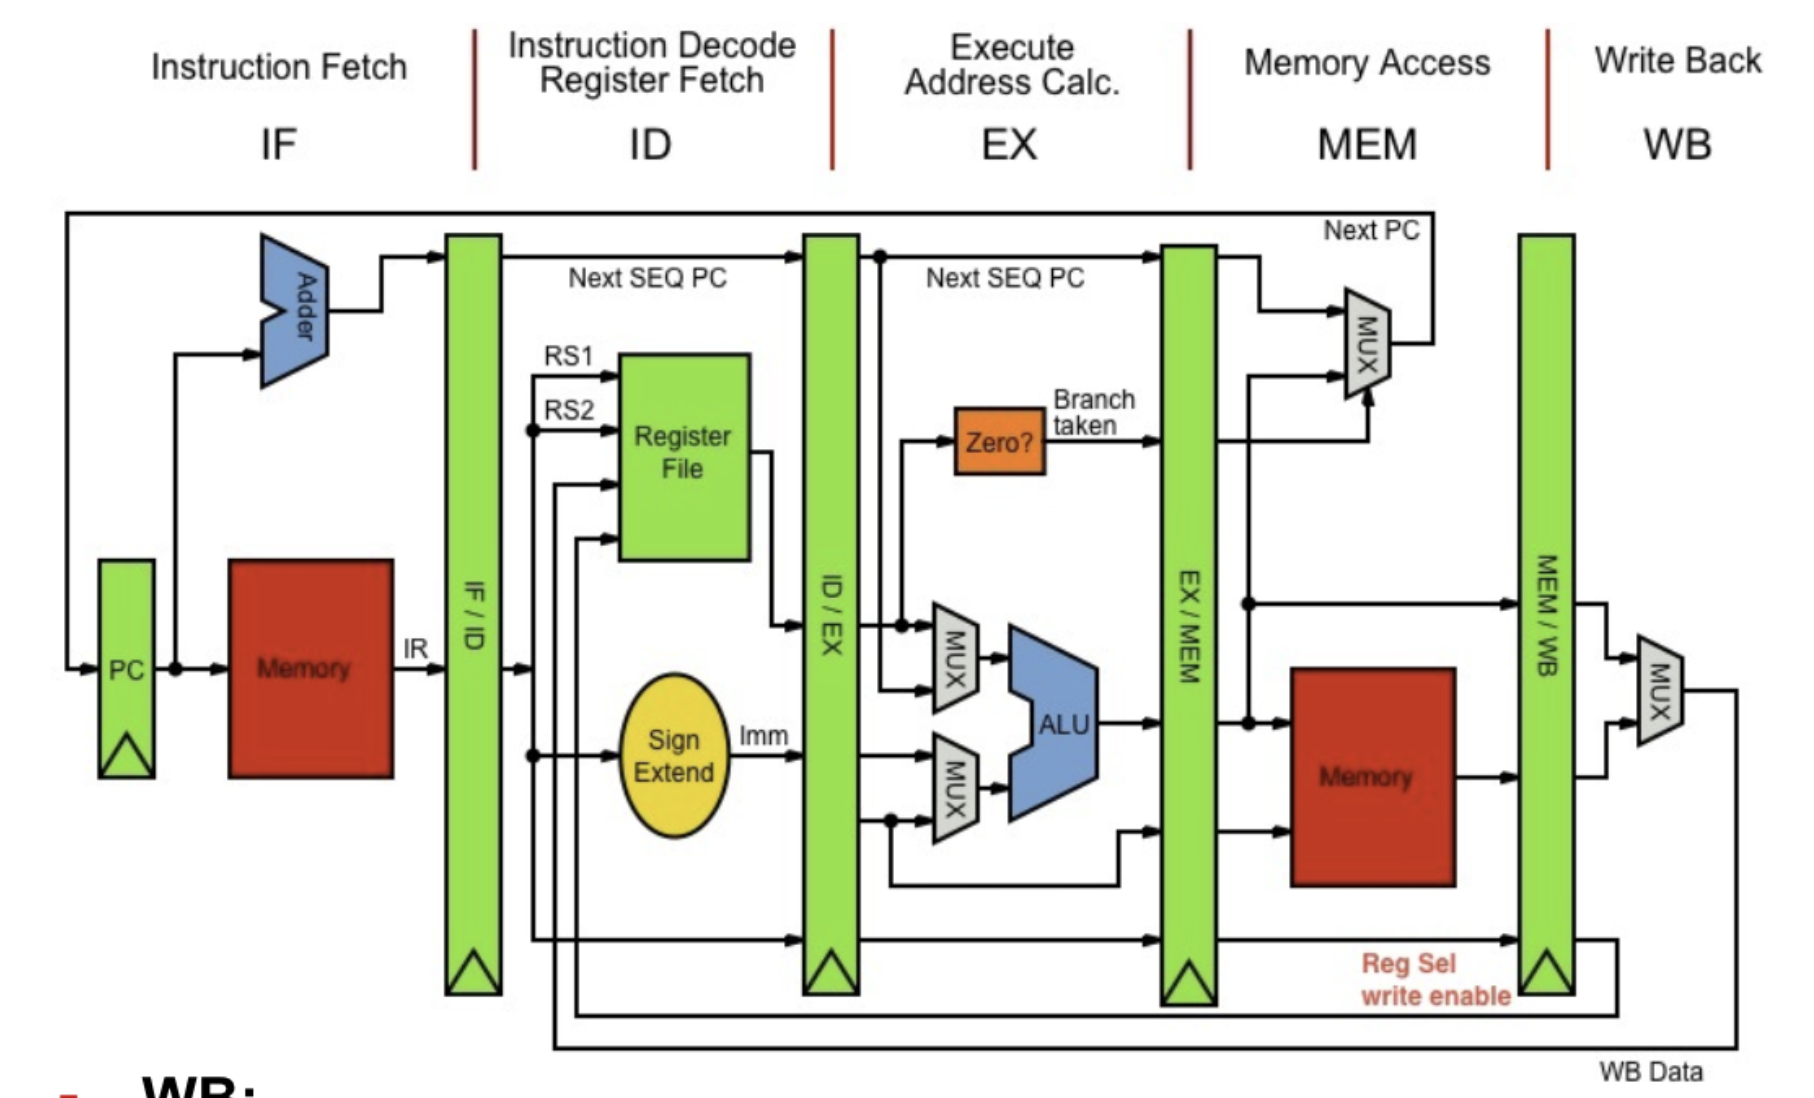 Instruction Fetch
Instruction Decode
Register Fetch
Execute
Address Calc.
Memory Access
Write Back
IF
ID
EX
MEM
WB
Next PC
Adder
Next SEQ PC
Next SEQ PC
MUX
RS1
RS2
Register
File
Branch
taken
Zero?
PC
Memory
IR
IF / ID
ID / EX
MUX
EX / MEM
MEM / WB
MUX
Sign
Extend
Imm
ALU
MUX
Memory
Reg Sel
write enable
WB Data
WB: